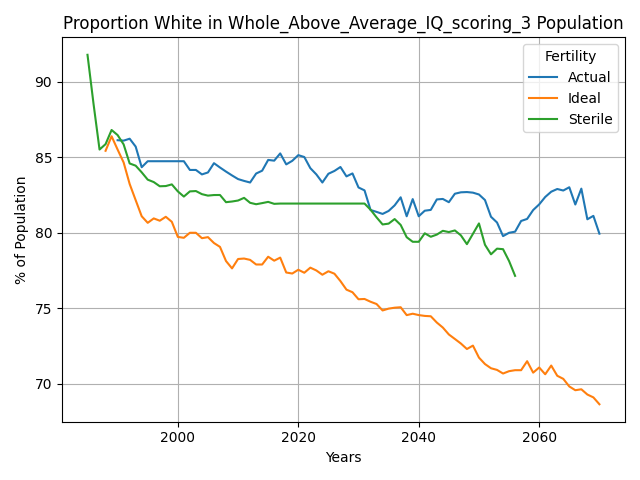 Proportion White in Whole_Above_Average_IQ_scoring_3 Population
Fertility
Actual
Ideal
Sterile
% of Population
90
85
80
75
70
2000
2020
2040
2060
Years